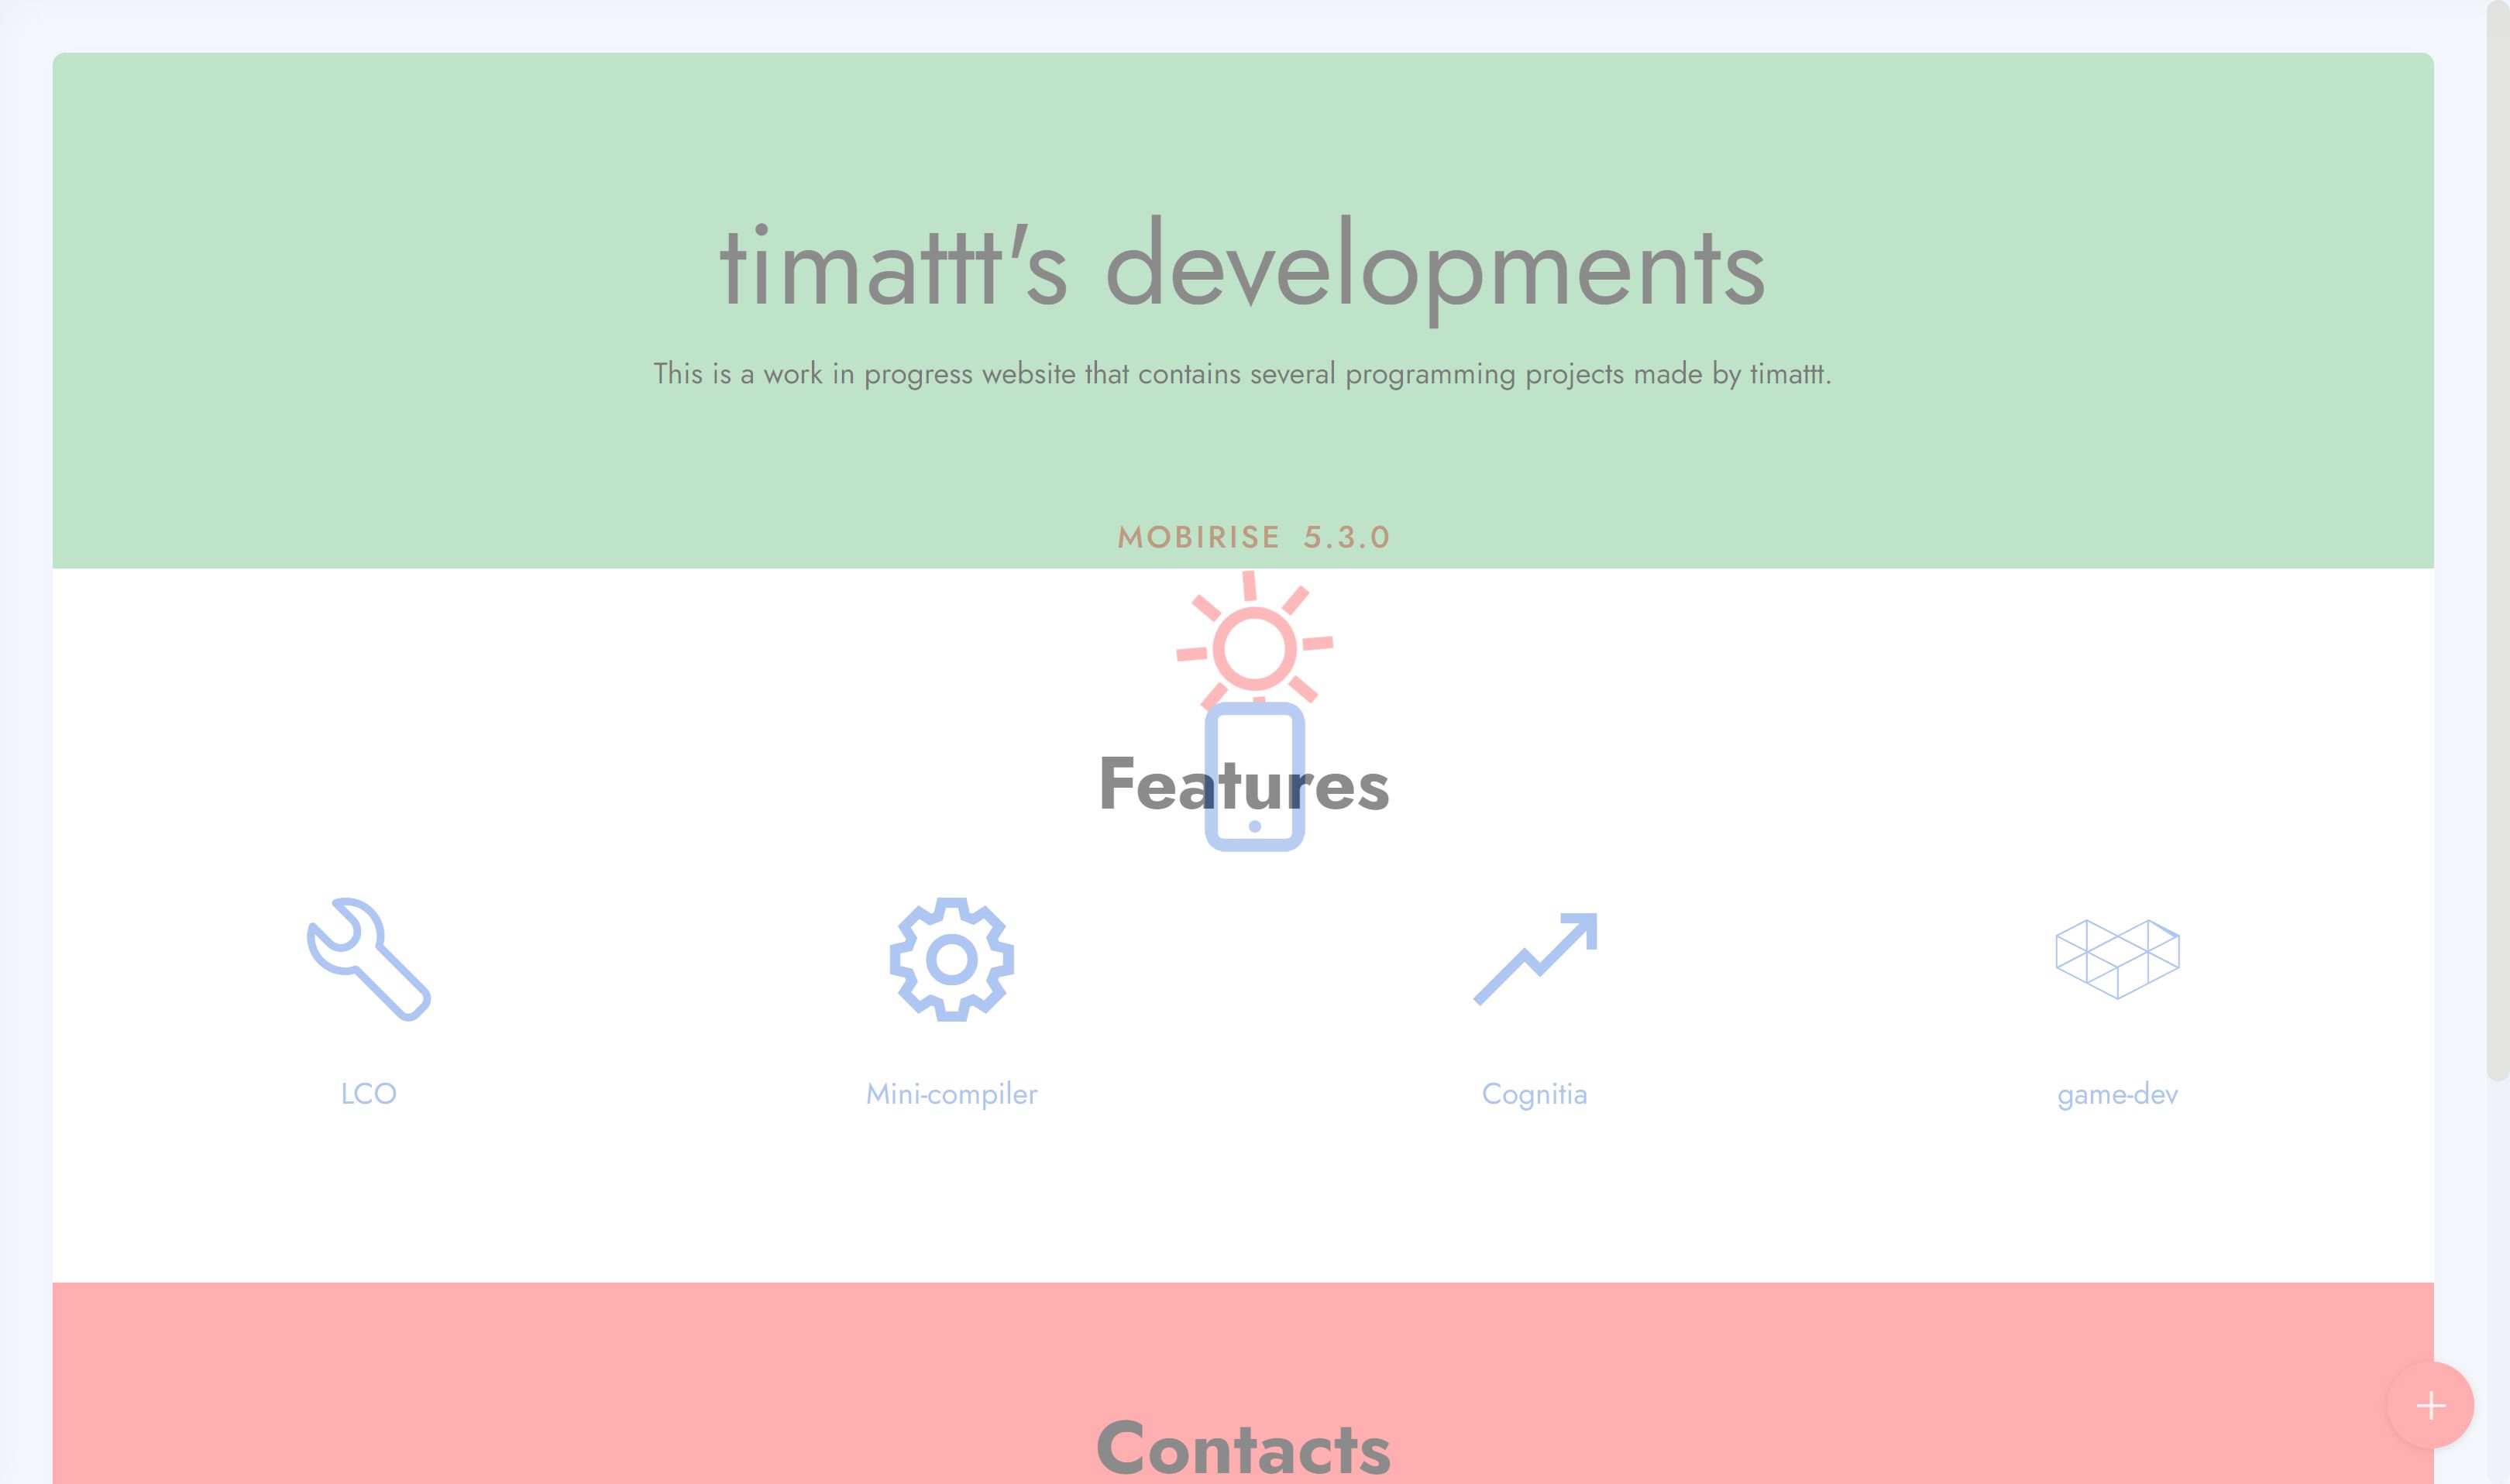 timattt's developments
This is a work in progress website that contains several programming projects made by timattt.
MOBIRISE 5.3.0
Features
LCO
Mini-compiler
Cognitia
game-dev
Contacts